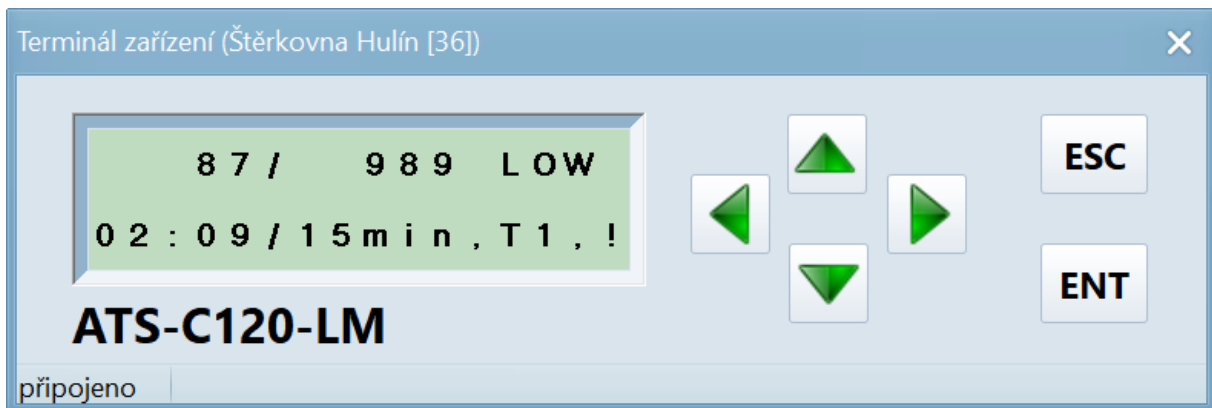 Terminál zařízení (Štěrkovna Hulín [36])
87/ 989 LOW
02:09/15min,T1,!
ESC
ENT
ATS-C120-LM
připojeno